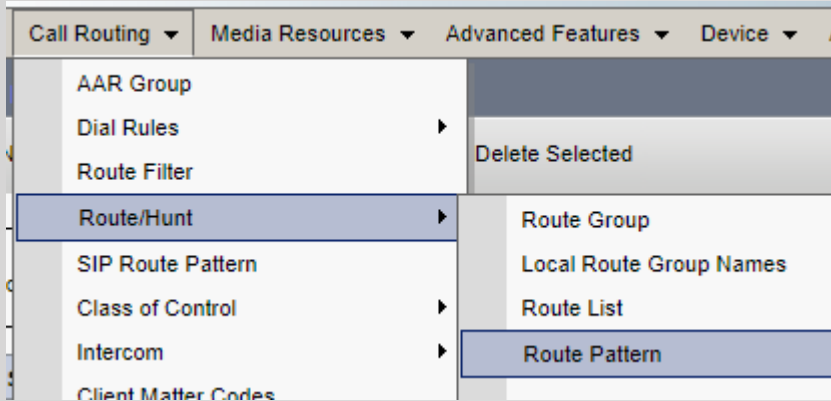 Call Routing Media Resources Advanced Features Device
AAR Group
Dial Rules
Delete Selected
Route Filter
Route/Hunt
Route Group
SIP Route Pattern
Local Route Group Names
Class of Control
Route List
Intercom
Route Pattern
Client Matter Codes